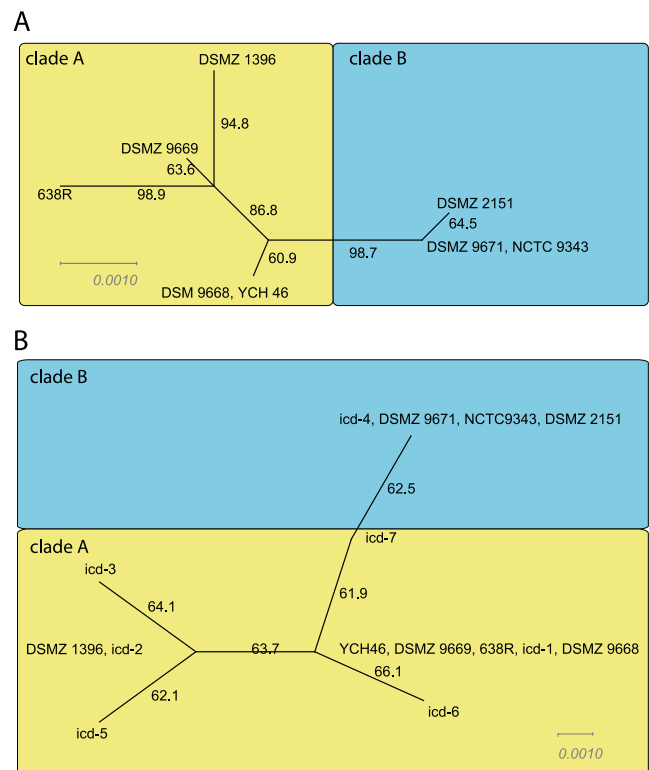 A
clade A
DSMZ 1396
clade B
94.8
DSMZ 9669
63.6
638R
98.9
86.8
DSMZ 2151
64.5
DSMZ 9671, NCTC 9343
60.9
98.7
0.0010
DSM 9668, YCH 46
B
clade B
icd-4, DSMZ 9671, NCTC9343, DSMZ 2151
62.5
clade A
icd-7
icd-3
64.1
61.9
DSMZ 1396, icd-2
63.7
YCH46, DSMZ 9669, 638R, icd-1, DSMZ 9668
66.1
62.1
icd-6
icd-5
0.0010